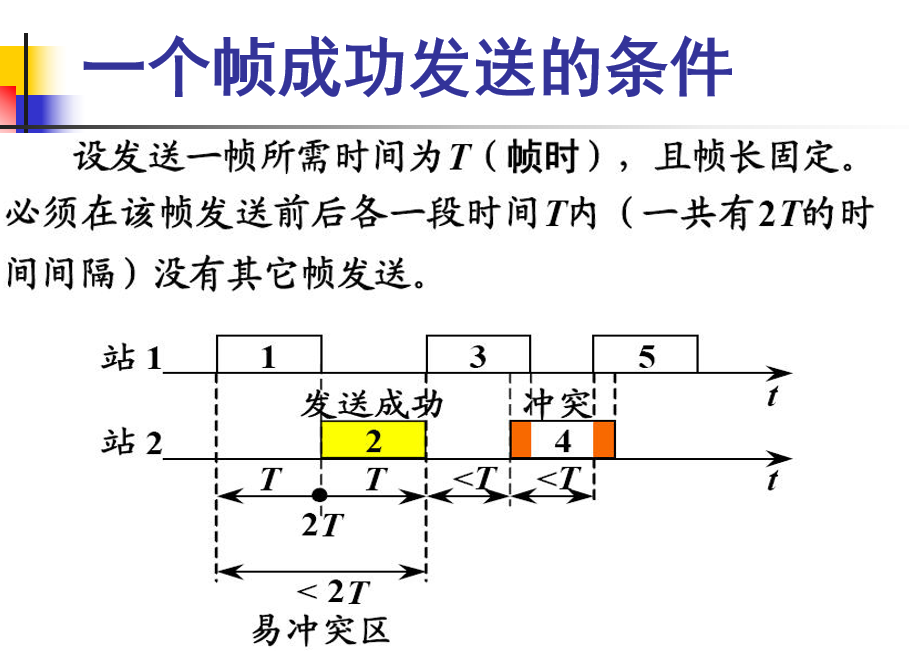 一个帧成功发送的条件
设发送一帧所需时间为T（帧时），且帧长固定。
必须在该帧发送前后各一段时间T内（一共有2T的时
间间隔）没有其它帧发送。
站 1
1
3
5
t
发送成功
冲突
站 2
2
4
t
T
T
<T
<T
2T
< 2T
易冲突区